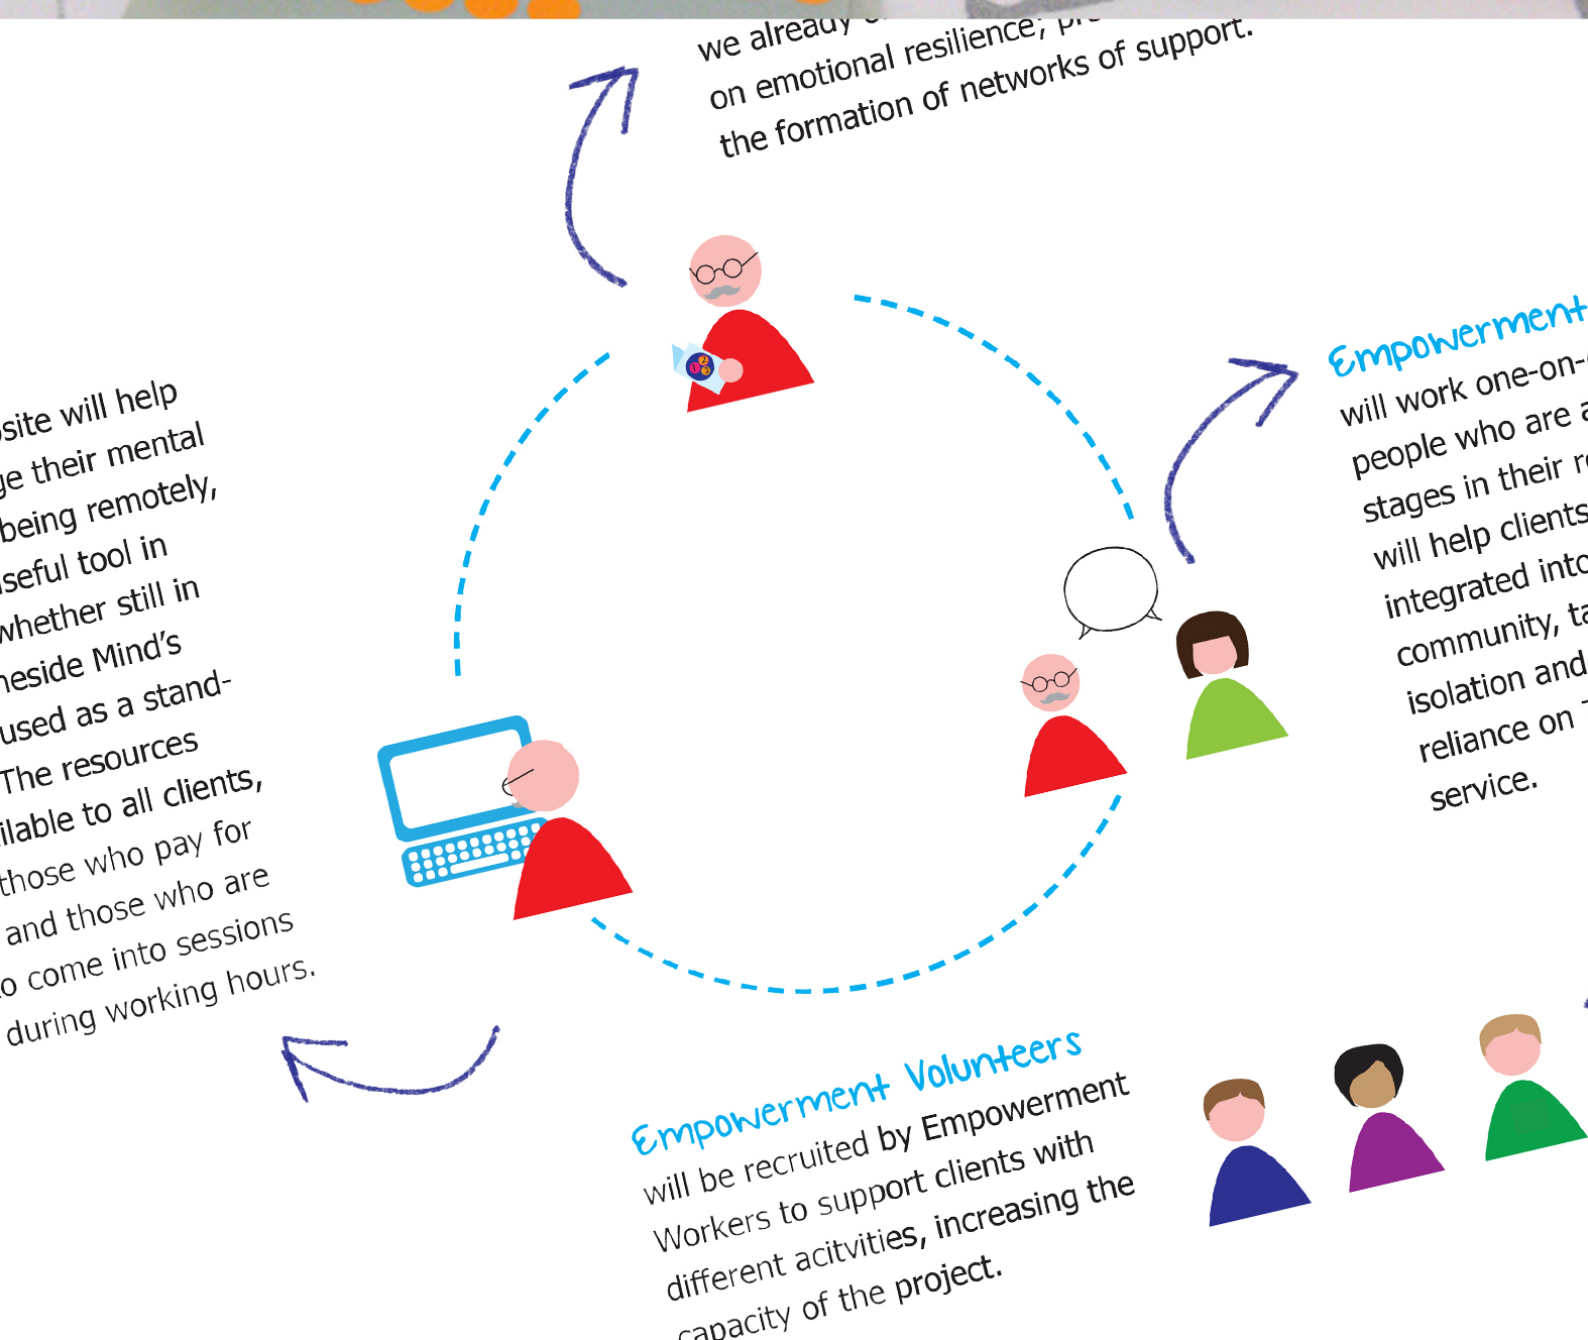 we already
on emotional resilience;
the formation of networks of support.
will help
their mental
being remotely,
tool in
whether still in
Mind's
used as a stand-
The resources
to all clients,
those who pay for
and those who are
come into sessions
during working hours.
Empowerment
will work one-on-
people who are
stages in their
will help clients
integrated into
community,
isolation and
reliance on
service.
Empowerment Volunteers
will be recruited by Empowerment
Workers to support clients with
different acitvities, increasing the
capacity of the project.